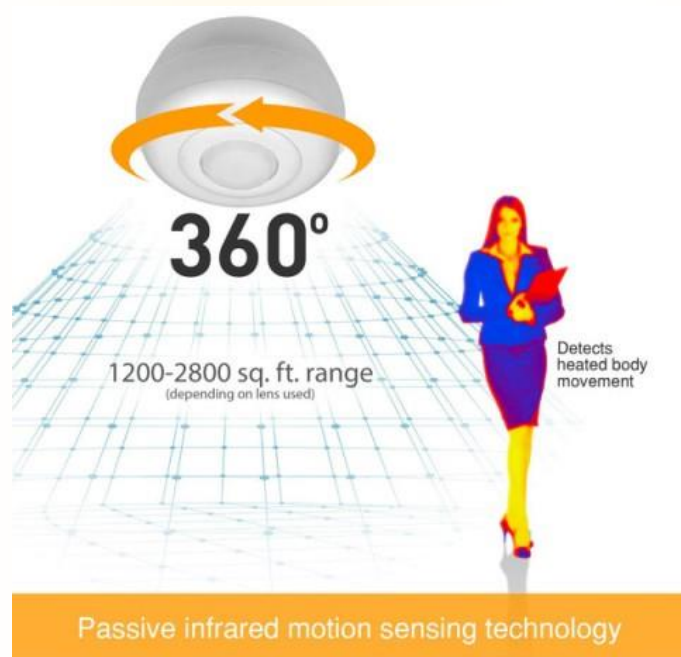 360°
1200-2800 sq. ft. range
(depending on lens used)
Detects
heated body
movement
Passive infrared motion sensing technology